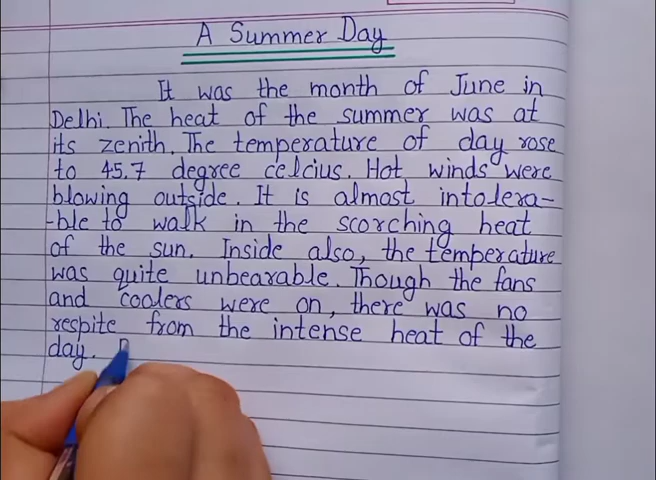 A Summer Day
It was the month of June in
Delhi. The heat of the summer was at
its zenith. The temperature of day rose
to 45.7 degree celcius. Hot winds were
blowing outside. It is almost intolera-
-ble to walk in the scorching heat
of the sun. Inside also, the temperature
was quite unbearable. Though the fans
and coolers were on, there was no
respite from the intense heat of the
day.